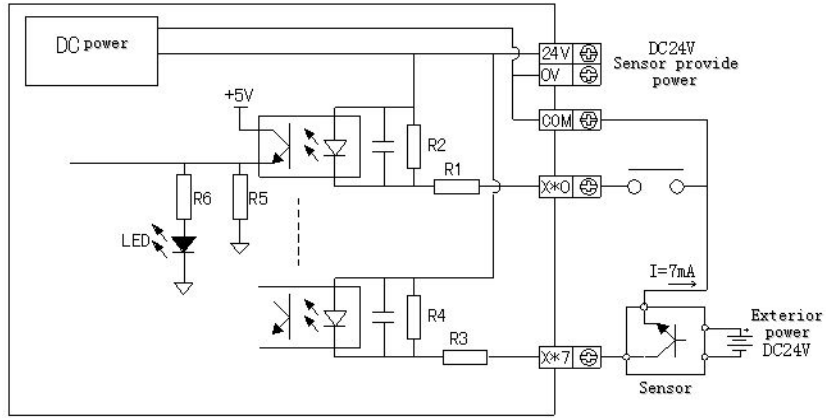 DC power
24V
0V
COM
X*0
X*7
DC24V
Sensor provide
power
+5V
R2
R1
R6
R5
LED
I=7mA
R4
R3
Exterior
power
DC24V
+
Sensor